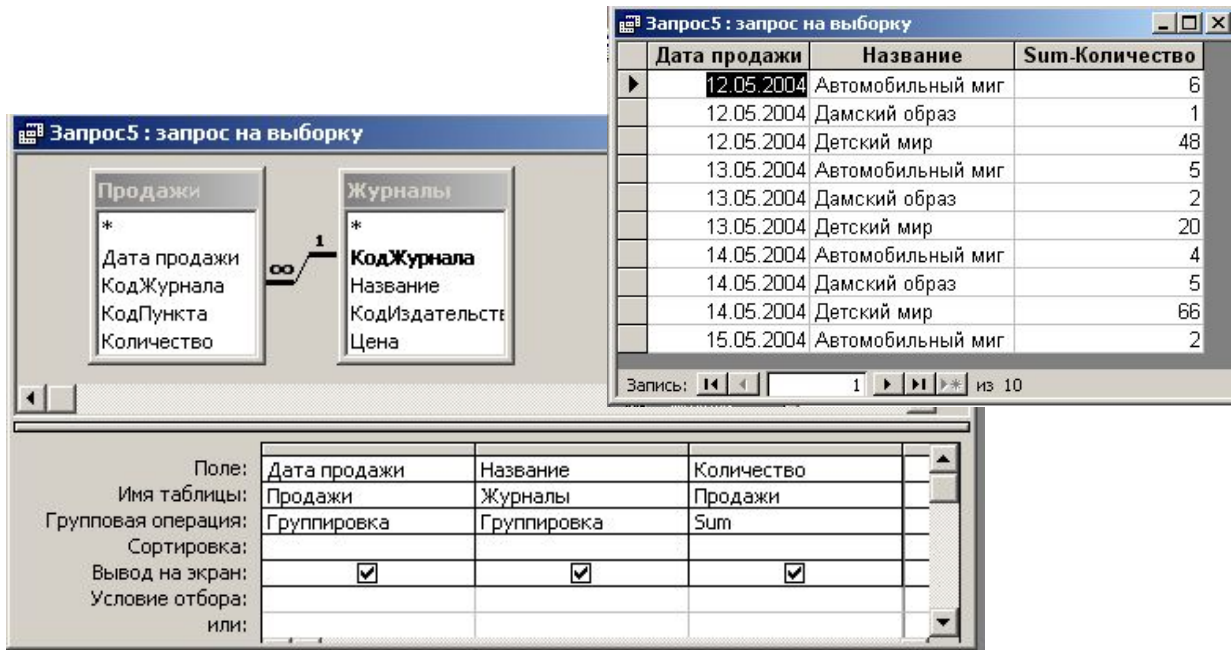 Запрос5 : запрос на выборку
Дата продажи Название Sum-Количество
12.05.2004 Автомобильный миг 6
12.05.2004 Дамский образ 1
12.05.2004 Детский мир 48
13.05.2004 Автомобильный миг 5
13.05.2004 Дамский образ 2
13.05.2004 Детский мир 20
14.05.2004 Автомобильный миг 4
14.05.2004 Дамский образ 5
14.05.2004 Детский мир 66
15.05.2004 Автомобильный миг 2
Запись: 1 из 10
Запрос5 : запрос на выборку
Продажи
*
Дата продажи
КодЖурнала
КодПункта
Количество
∞ 1
Журналы
*
КодЖурнала
Название
КодИздательств
Цена
Поле: Дата продажи Название Количество
Имя таблицы: Продажи Журналы Продажи
Групповая операция: Группировка Группировка Sum
Сортировка:
Вывод на экран:
Условие отбора:
или: